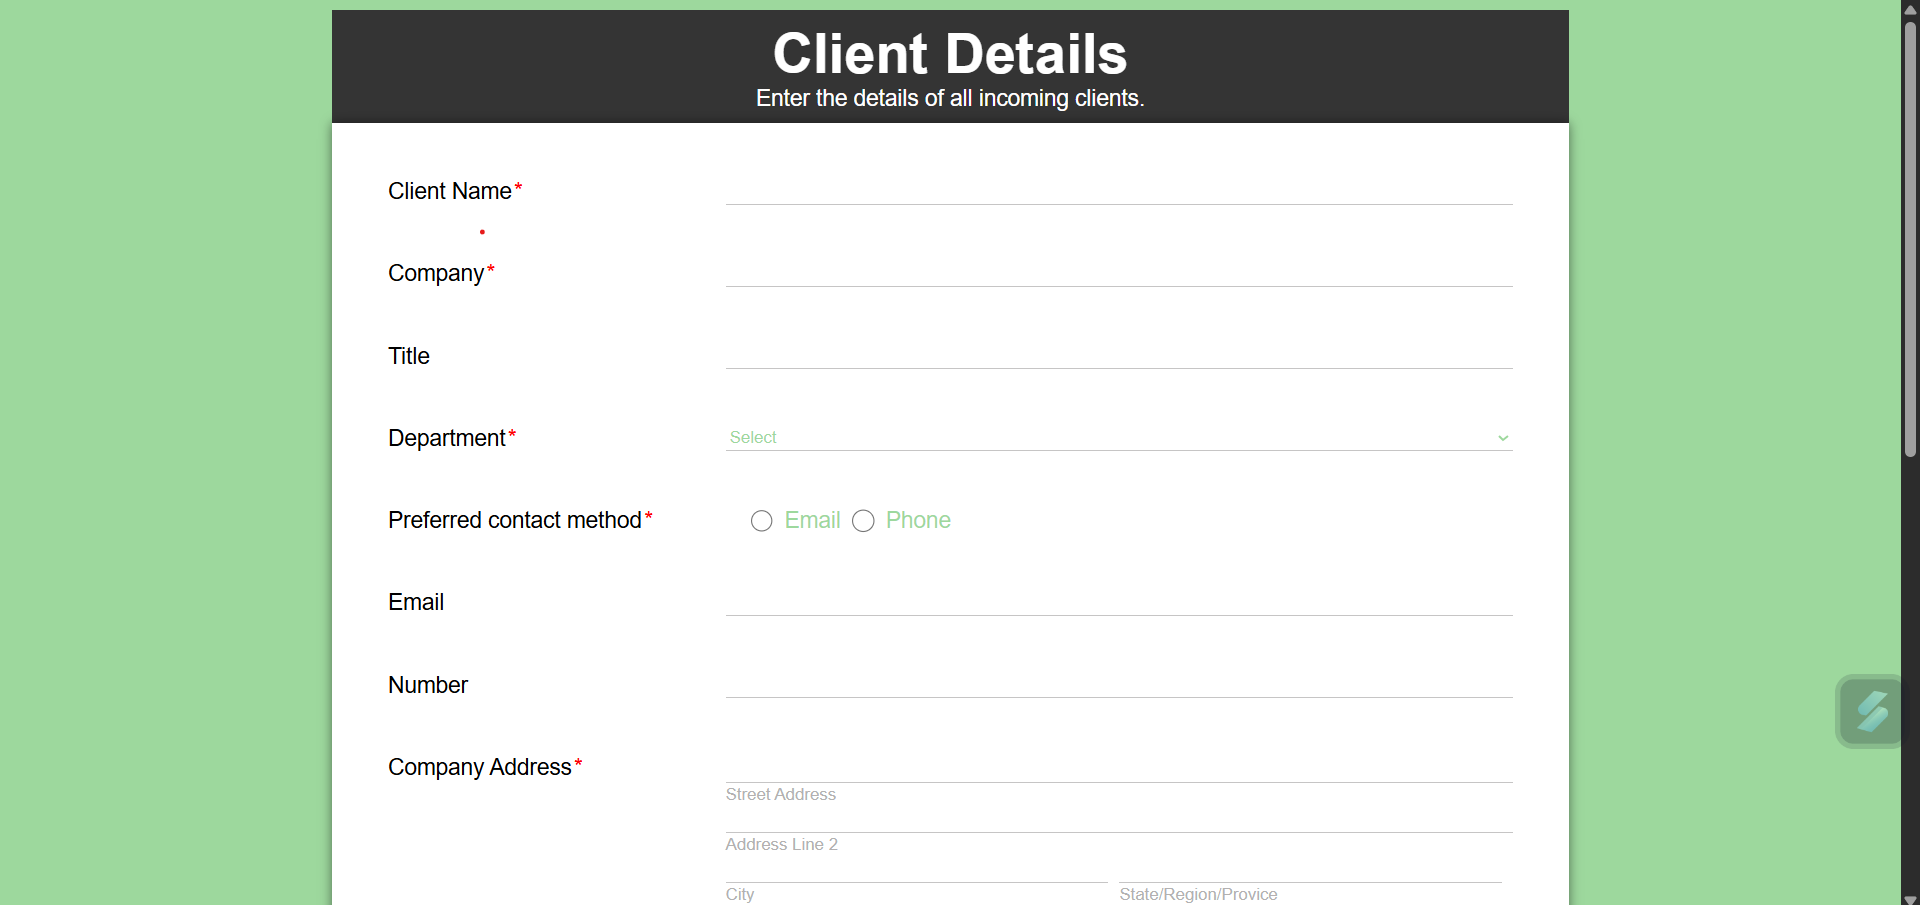 Client Details
Enter the details of all incoming clients.
Client Name*
Company*
Title
Department*
Select
Preferred contact method*
Email Phone
Email
Number
Company Address*
Street Address
Address Line 2
City State/Region/Provice